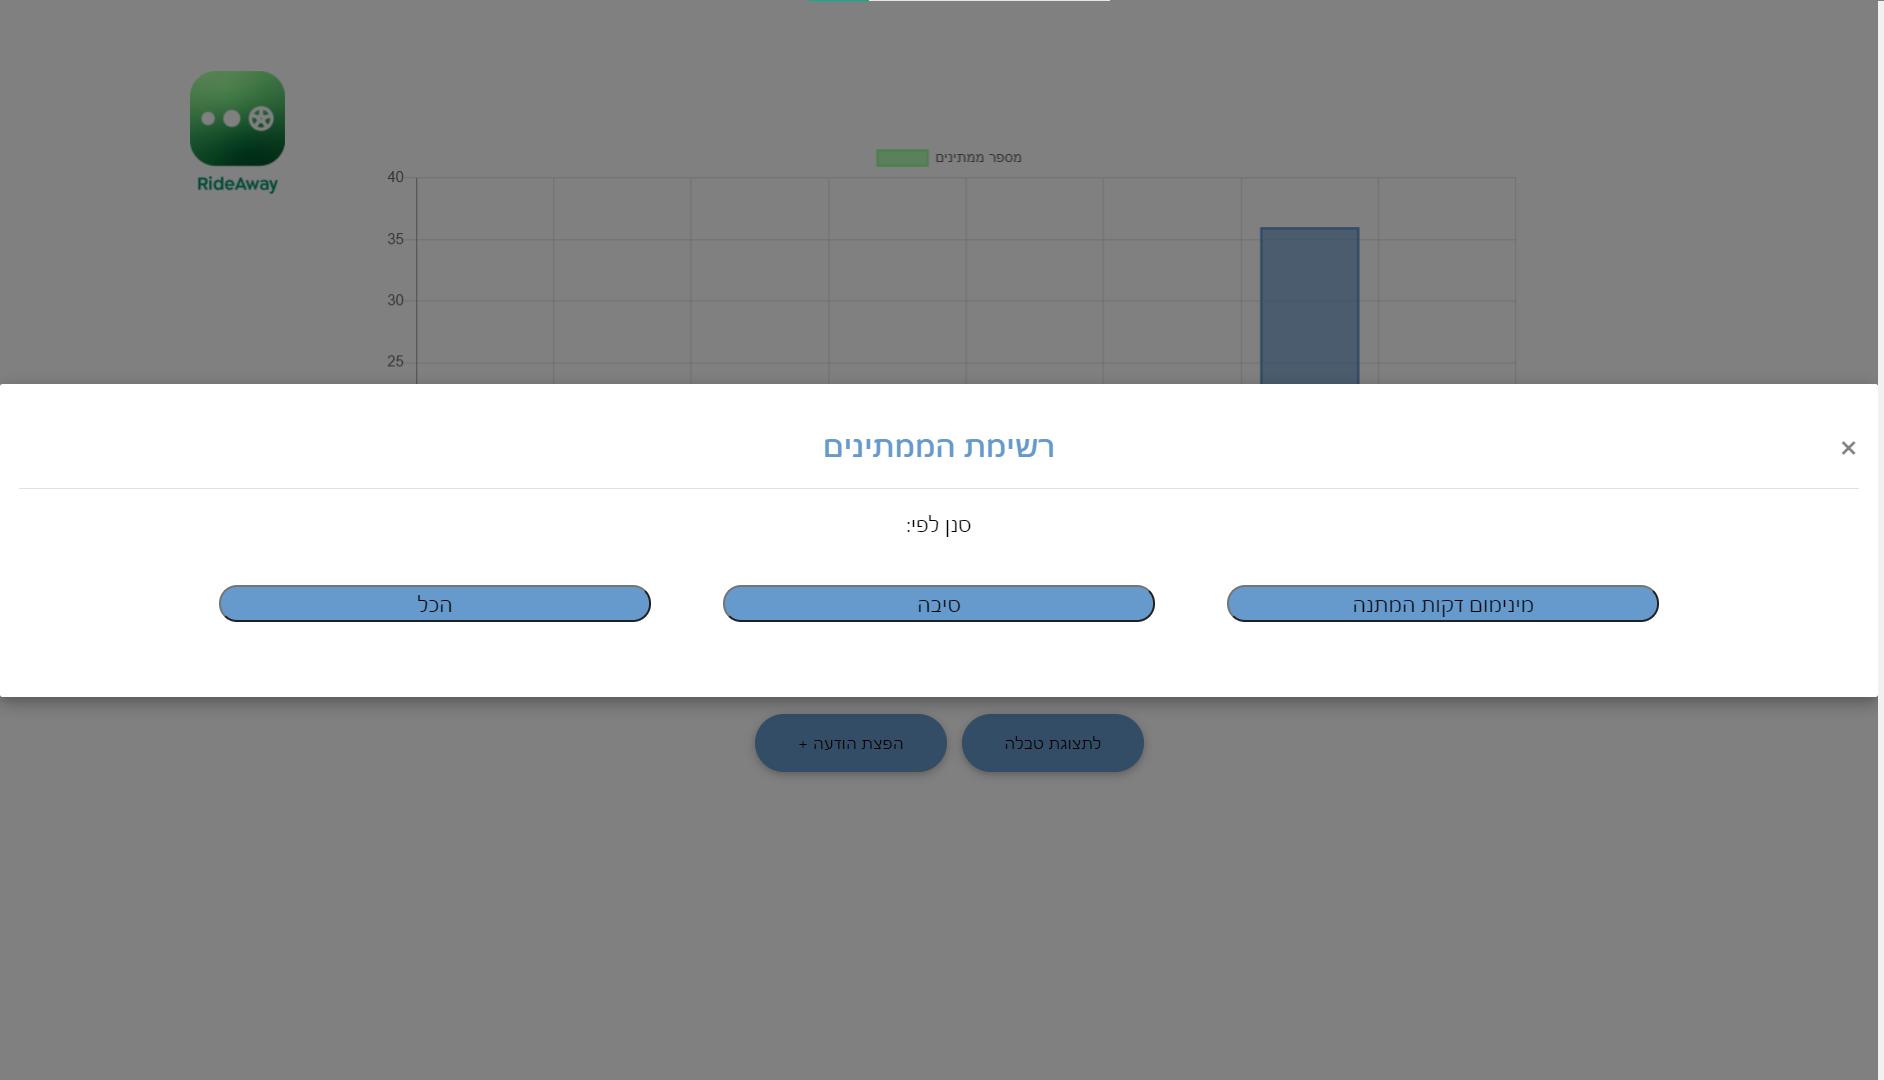 RideAway
מספר ממתינים
40
35
30
25
רשימת הממתינים
×
סנן לפי:
מינימום דקות המתנה
סיבה
הכל
לתצוגת טבלה
הפצת הודעה +